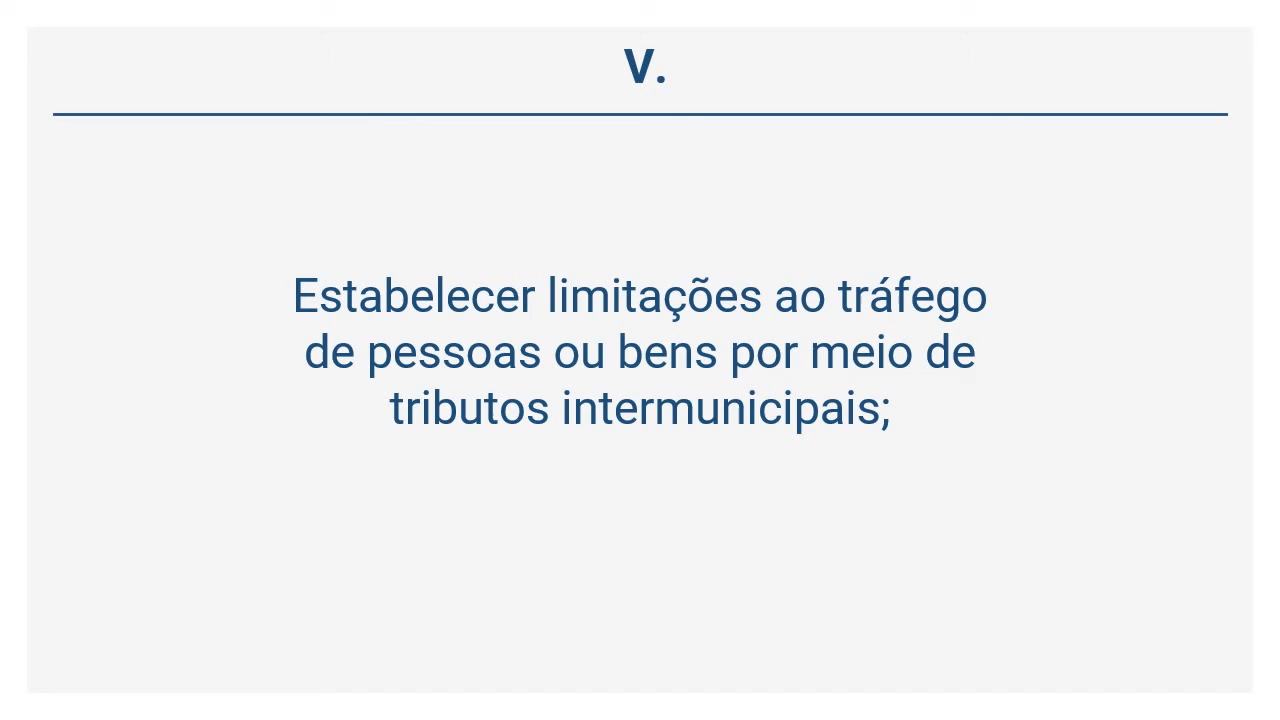 V.
Estabelecer limitações ao tráfego
de pessoas ou bens por meio de
tributos intermunicipais;